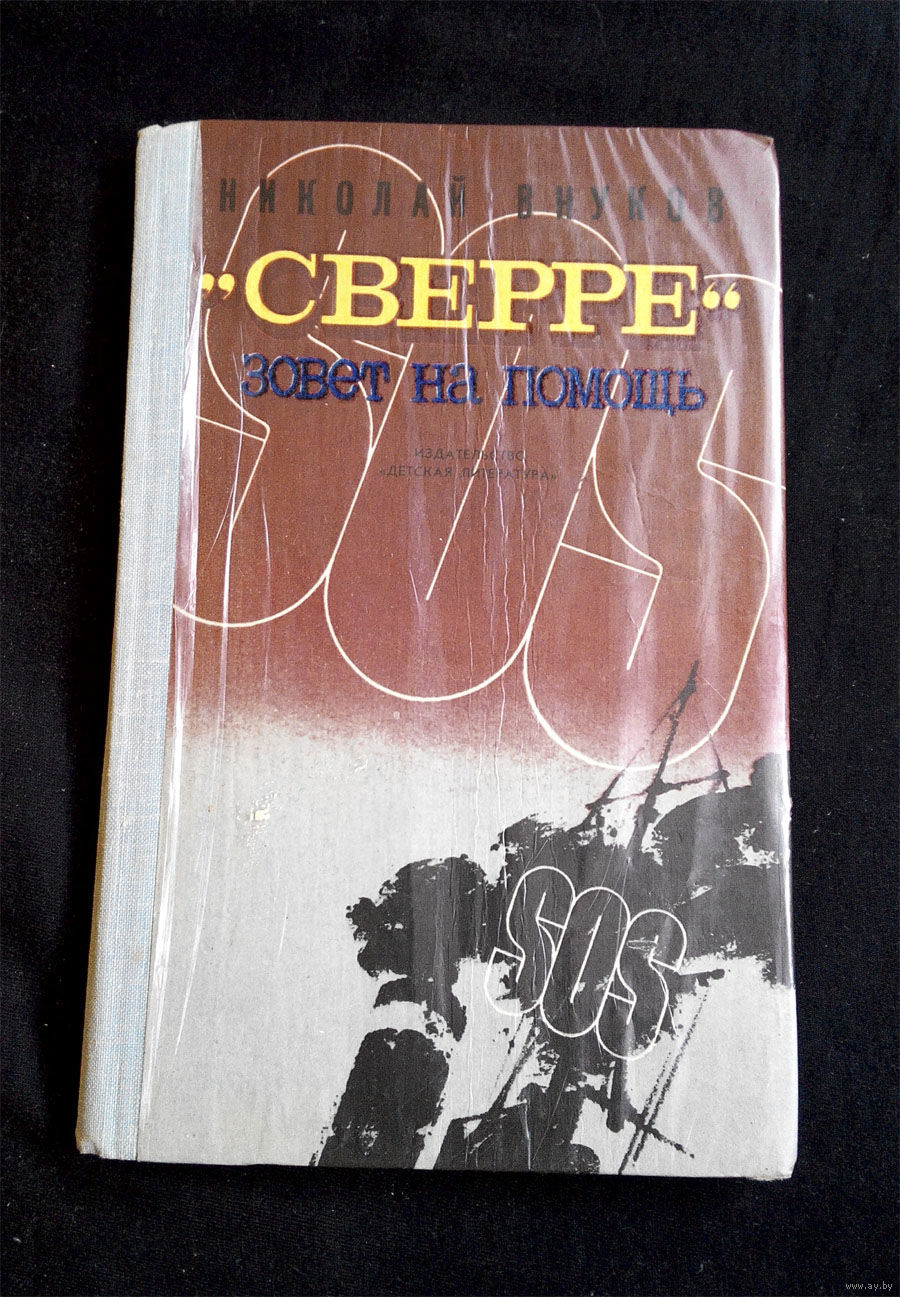 НИКОЛАЙ ВНУКОВ
„СВЕРРЕ“
зовет на помощь
ИЗДАТЕЛЬСТВО
«ДЕТСКАЯ ЛИТЕРАТУРА»
SOS
SOS
www.ay.by